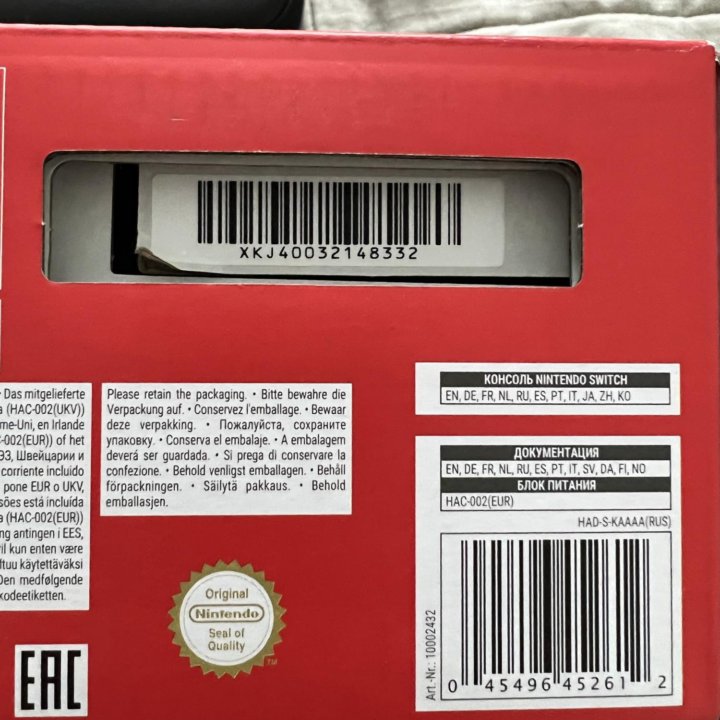 XKJ40032148332
КОНСОЛЬ NINTENDO SWITCH
EN, DE, FR, NL, RU, ES, PT, IT, JA, ZH, KO
Das mitgelieferte
a (HAC-002(UKV))
me-Uni, en Irlande
-002(EUR)) of het
ЭЗ, Швейцарии и
corriente incluido
pone EUR o UKV,
sões está incluída
a (HAC-002(EUR))
ng antingen i EES,
il kun enten være
ttuu käytettäväksi
Den medfølgende
kodeetiketten.
Please retain the packaging. • Bitte bewahre die
Verpackung auf. • Conservez l'emballage. • Bewaar
deze verpakking. • Пожалуйста, сохраните
упаковку. • Conserva el embalaje. • A embalagem
deverá ser guardada. • Si prega di conservare la
confezione. • Behold venligst emballagen. • Behåll
förpackningen. • Säilytä pakkaus. • Behold
emballasjen.
ДОКУМЕНТАЦИЯ
EN, DE, FR, NL, RU, ES, PT, IT, SV, DA, FI, NO
БЛОК ПИТАНИЯ
HAC-002(EUR)
HAD-S-KAAAA(RUS)
Art.-Nr.: 10002432
0 45496 45261 2
Original
Nintendo
Seal of
Quality
TM
EAC